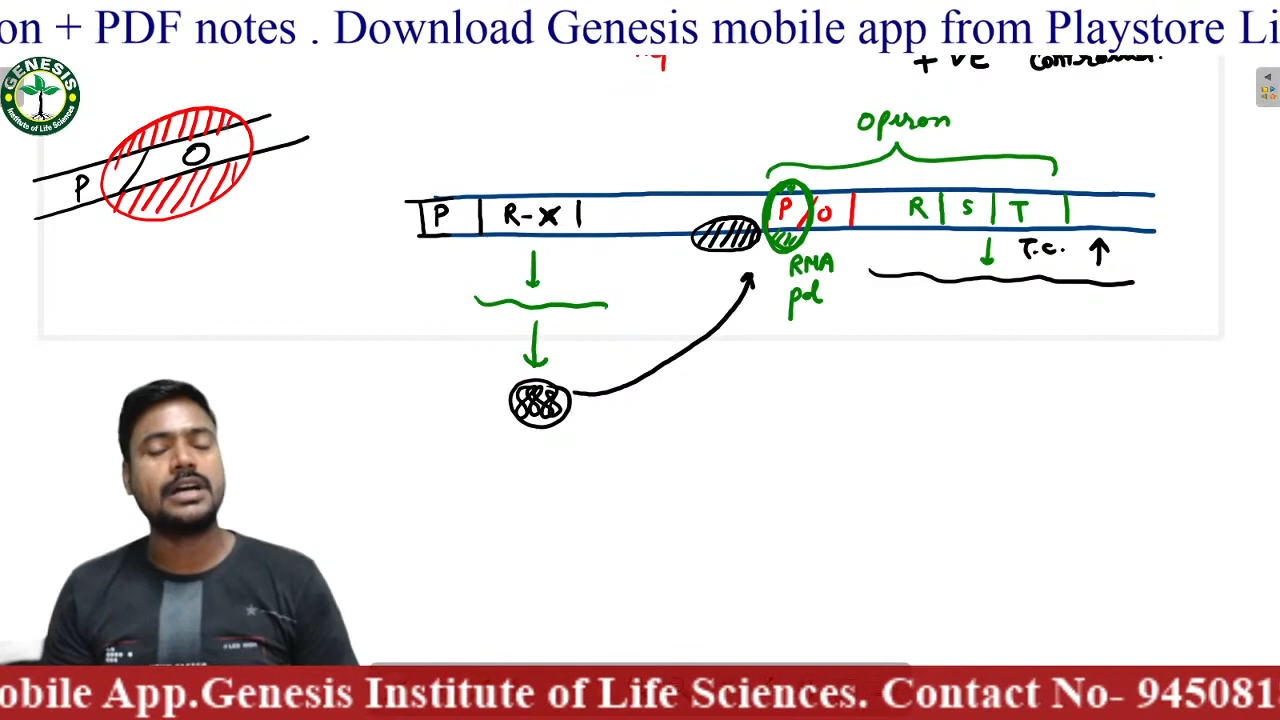 on + PDF notes . Download Genesis mobile app from Playstore Li
+ ve
GENESIS
Institute of Life Sciences
Operon
P O
P R-X P/O R S T
T.C. ↑
RNA
pol
mobile App.Genesis Institute of Life Sciences. Contact No- 945081